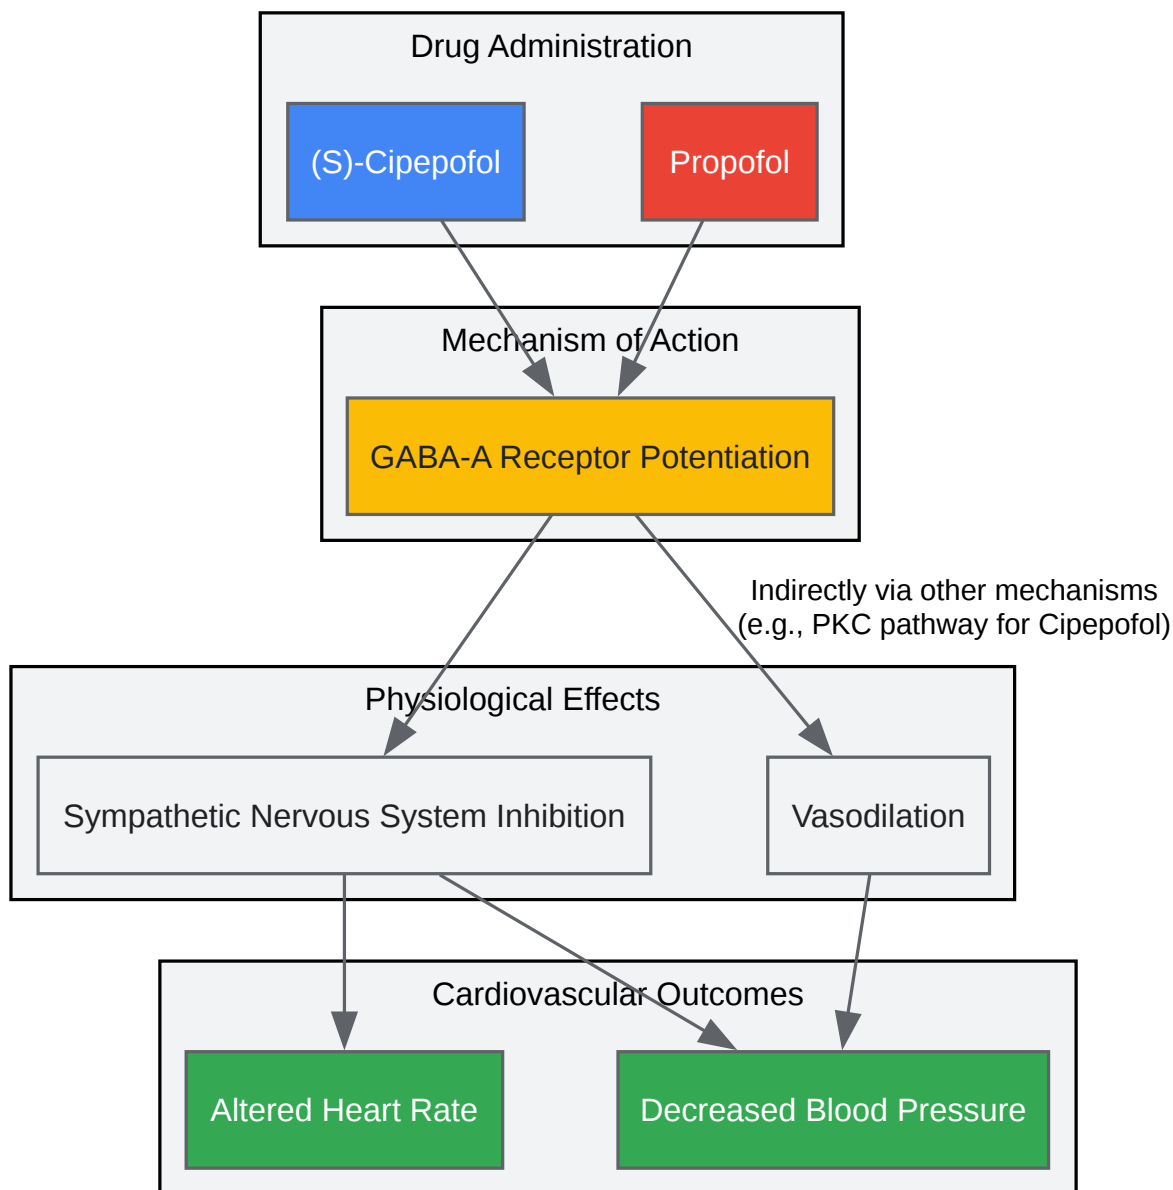 Drug Administration
(S)-Cipepofol
Propofol
Mechanism of Action
GABA-A Receptor Potentiation
Indirectly via other mechanisms
(e.g., PKC pathway for Cipepofol)
Physiological Effects
Sympathetic Nervous System Inhibition
Vasodilation
Cardiovascular Outcomes
Altered Heart Rate
Decreased Blood Pressure